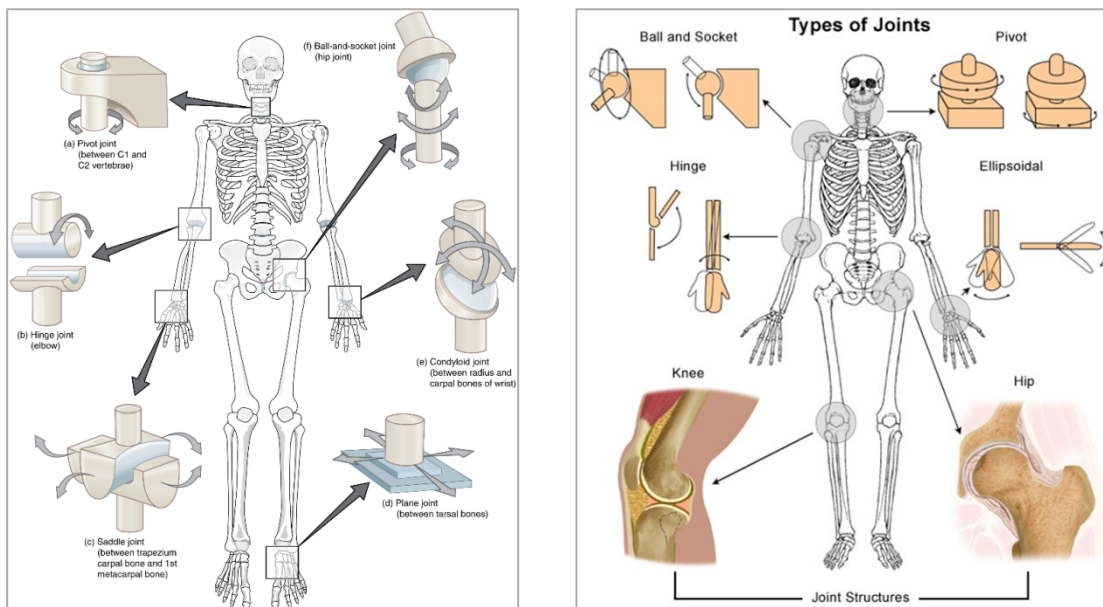 (f) Ball-and-socket joint
(hip joint)
(a) Pivot joint
(between C1 and
C2 vertebrae)
(b) Hinge joint
(elbow)
(e) Condyloid joint
(between radius and
carpal bones of wrist)
(d) Plane joint
(between tarsal bones)
(c) Saddle joint
(between trapezium
carpal bone and 1st
metacarpal bone)
Types of Joints
Ball and Socket
Pivot
Hinge
Ellipsoidal
Knee
Hip
Joint Structures